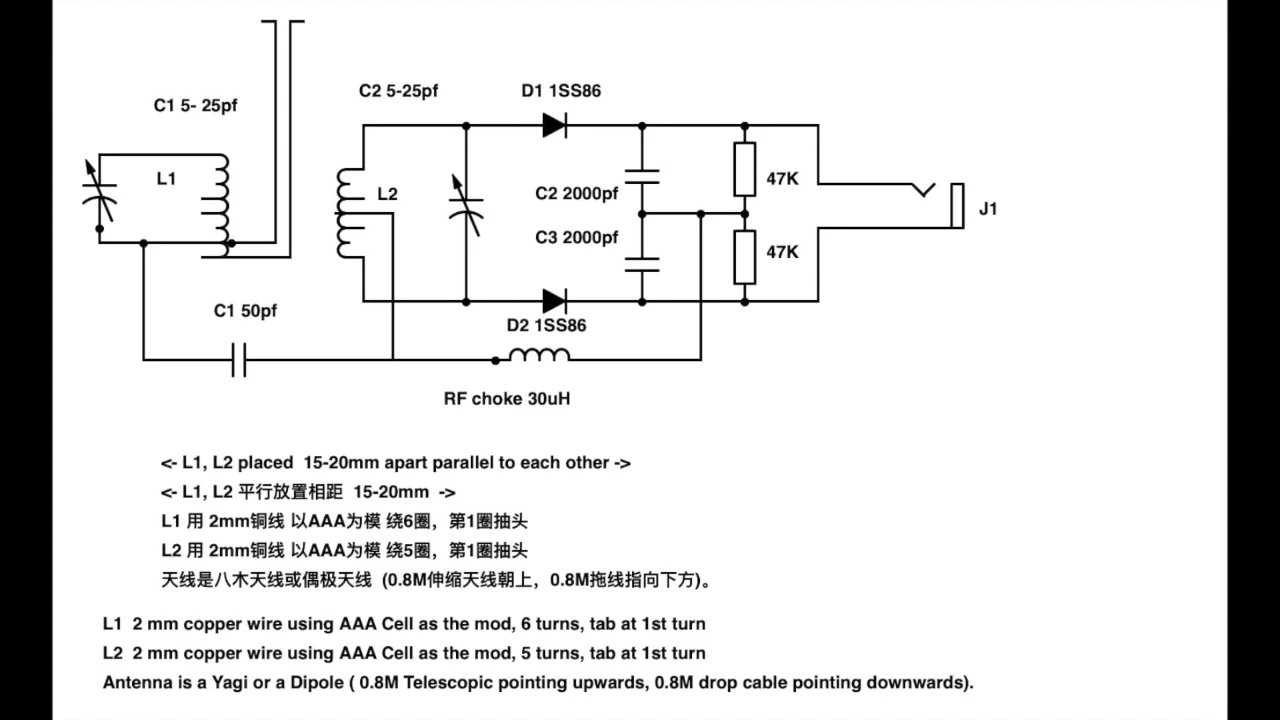 C2 5-25pf
D1 1SS86
C1 5- 25pf
L1
L2
C2 2000pf
47K
J1
C3 2000pf
47K
C1 50pf
D2 1SS86
RF choke 30uH
<- L1, L2 placed  15-20mm apart parallel to each other ->
<- L1, L2 平行放置相距  15-20mm  ->
L1 用 2mm铜线 以AAA为模 绕6圈，第1圈抽头
L2 用 2mm铜线 以AAA为模 绕5圈，第1圈抽头
天线是八木天线或偶极天线  (0.8M伸缩天线朝上，0.8M拖线指向下方)。
L1  2 mm copper wire using AAA Cell as the mod, 6 turns, tab at 1st turn
L2  2 mm copper wire using AAA Cell as the mod, 5 turns, tab at 1st turn
Antenna is a Yagi or a Dipole ( 0.8M Telescopic pointing upwards, 0.8M drop cable pointing downwards).